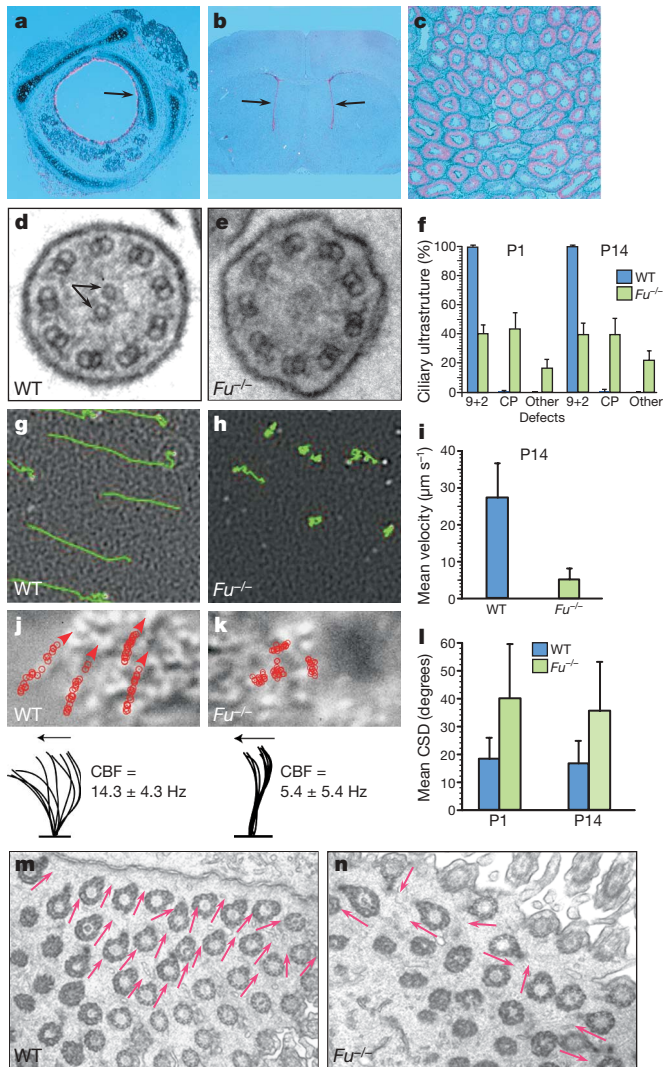 a
b
c
d
WT
e
Fu–/–
f
P1
P14
WT
Fu–/–
Ciliary ultrastruture (%)
100
80
60
40
20
0
9+2
CP
Other
9+2
CP
Other
Defects
g
WT
h
Fu–/–
i
P14
Mean velocity (µm s–1)
40
30
20
10
0
WT
Fu–/–
j
WT
k
Fu–/–
CBF =
14.3 ± 4.3 Hz
CBF =
5.4 ± 5.4 Hz
l
WT
Fu–/–
Mean CSD (degrees)
60
50
40
30
20
10
0
P1
P14
m
WT
n
Fu–/–